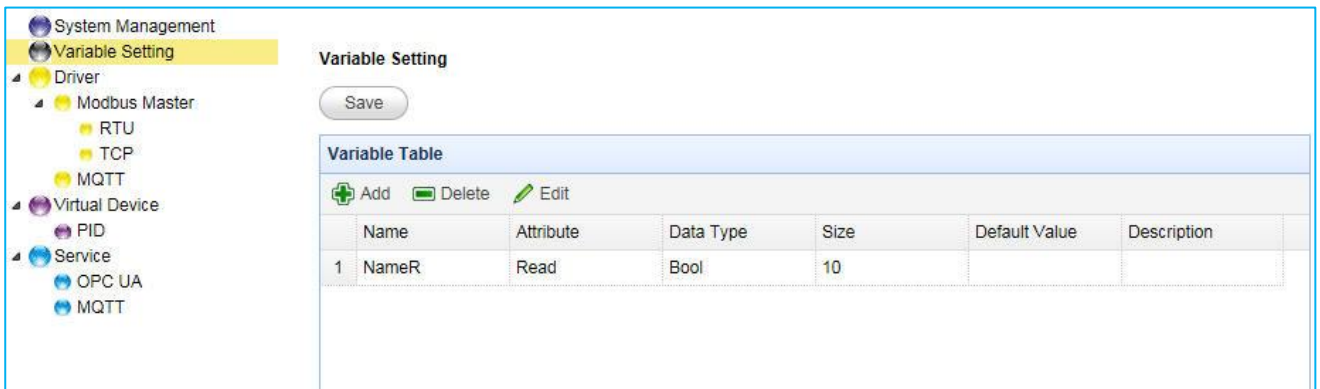 System Management
Variable Setting
Driver
Modbus Master
RTU
TCP
MQTT
Virtual Device
PID
Service
OPC UA
MQTT
Variable Setting
Save
Variable Table
Add Delete Edit
Name Attribute Data Type Size Default Value Description
1 NameR Read Bool 10